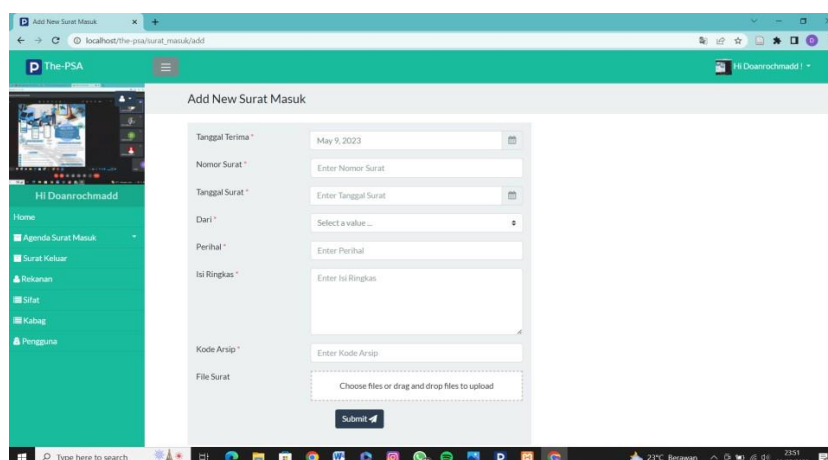 Add New Surat Masuk
localhost/the-psa/surat_masuk/add
The-PSA
Hi Doanrochmadd !
Add New Surat Masuk
Hi Doanrochmadd
Home
Agenda Surat Masuk
Surat Keluar
Rekanan
Sifat
Kabag
Pengguna
Tanggal Terima *
May 9, 2023
Nomor Surat *
Enter Nomor Surat
Tanggal Surat *
Enter Tanggal Surat
Dari *
Select a value ...
Perihal *
Enter Perihal
Isi Ringkas *
Enter Isi Ringkas
Kode Arsip *
Enter Kode Arsip
File Surat
Choose files or drag and drop files to upload
Submit
Type here to search
23°C Berawan
23:51